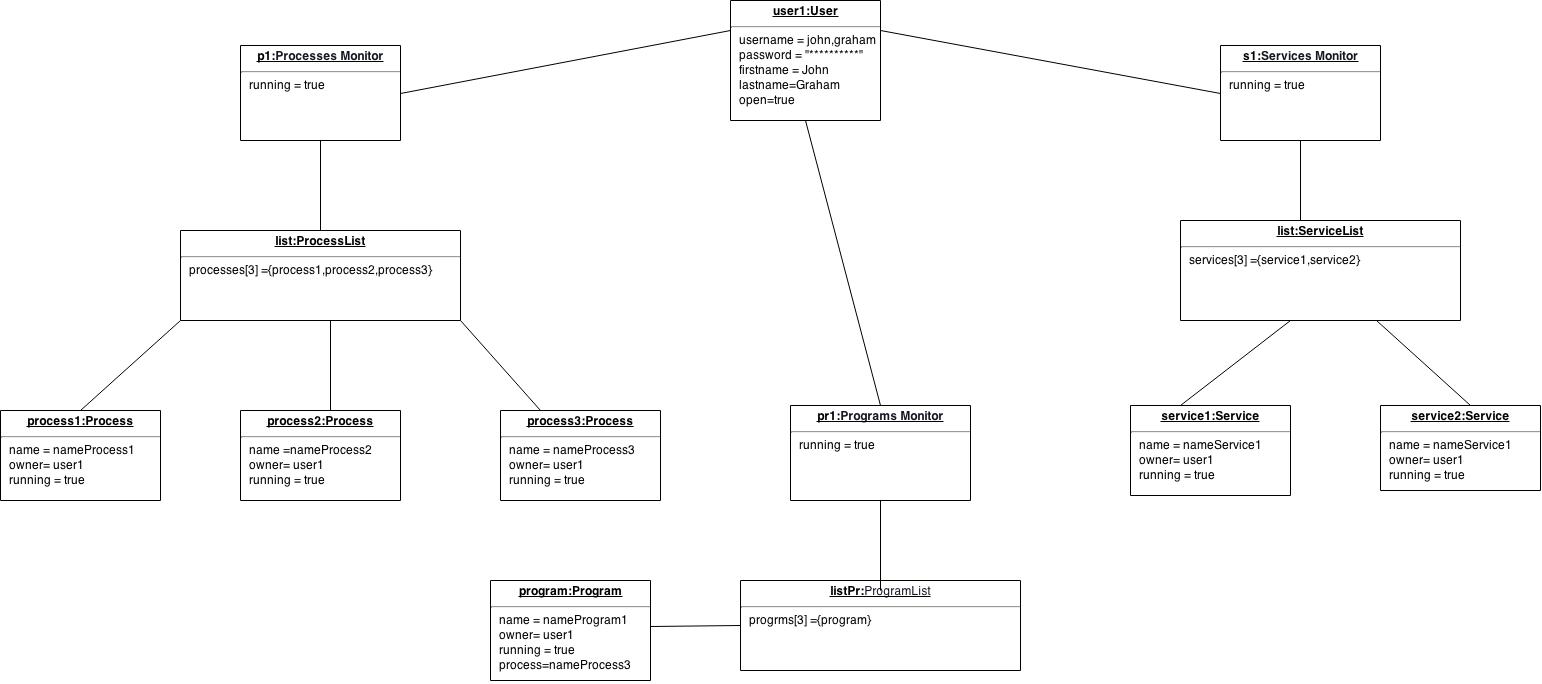 user1:User
username = john,graham
password = "**********"
firstname = John
lastname=Graham
open=true
p1:Processes Monitor
running = true
s1:Services Monitor
running = true
list:ProcessList
processes[3] ={process1,process2,process3}
list:ServiceList
services[3] ={service1,service2}
process1:Process
name = nameProcess1
owner= user1
running = true
process2:Process
name =nameProcess2
owner= user1
running = true
process3:Process
name = nameProcess3
owner= user1
running = true
pr1:Programs Monitor
running = true
service1:Service
name = nameService1
owner= user1
running = true
service2:Service
name = nameService1
owner= user1
running = true
program:Program
name = nameProgram1
owner= user1
running = true
process=nameProcess3
listPr:ProgramList
progrms[3] ={program}